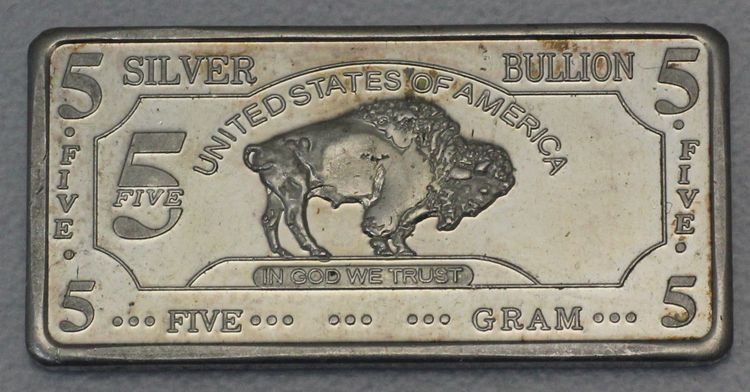 5 SILVER BULLION 5
UNITED STATES OF AMERICA
5
FIVE
• FIVE •
• FIVE •
IN GOD WE TRUST
5 ••• FIVE ••• ••• ••• GRAM ••• 5